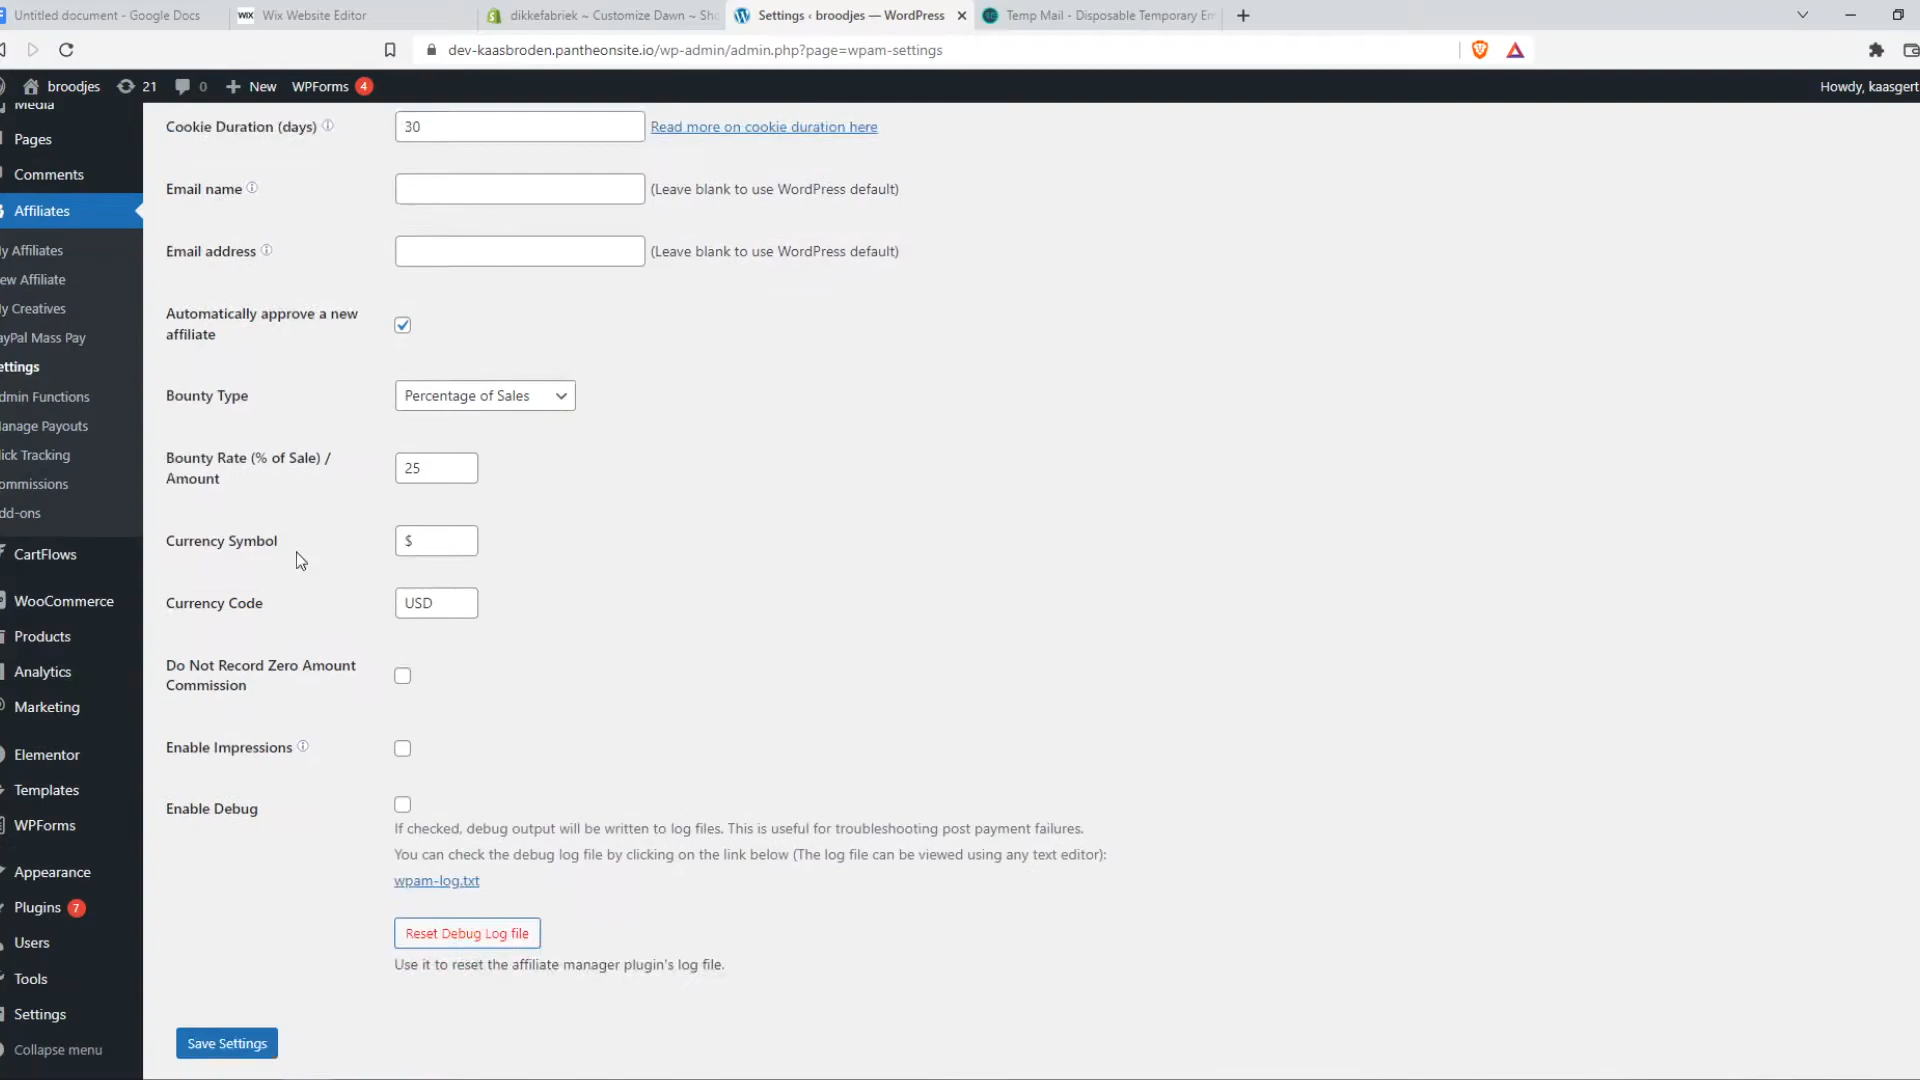 Untitled document - Google Docs
WIX Wix Website Editor
dikkefabriek ~ Customize Dawn ~ Sho
Settings ‹ broodjes — WordPress
Temp Mail - Disposable Temporary Em
dev-kaasbroden.pantheonsite.io/wp-admin/admin.php?page=wpam-settings
broodjes 21 0 New WPForms 4
Howdy, kaasgert
Media
Pages
Comments
Affiliates
y Affiliates
ew Affiliate
y Creatives
ayPal Mass Pay
ettings
dmin Functions
anage Payouts
ick Tracking
ommissions
dd-ons
CartFlows
WooCommerce
Products
Analytics
Marketing
Elementor
Templates
WPForms
Appearance
Plugins 7
Users
Tools
Settings
Collapse menu
Cookie Duration (days) 30 Read more on cookie duration here
Email name (Leave blank to use WordPress default)
Email address (Leave blank to use WordPress default)
Automatically approve a new
affiliate
Bounty Type Percentage of Sales
Bounty Rate (% of Sale) /
Amount
25
Currency Symbol $
Currency Code USD
Do Not Record Zero Amount
Commission
Enable Impressions
Enable Debug
If checked, debug output will be written to log files. This is useful for troubleshooting post payment failures.
You can check the debug log file by clicking on the link below (The log file can be viewed using any text editor):
wpam-log.txt
Reset Debug Log file
Use it to reset the affiliate manager plugin's log file.
Save Settings